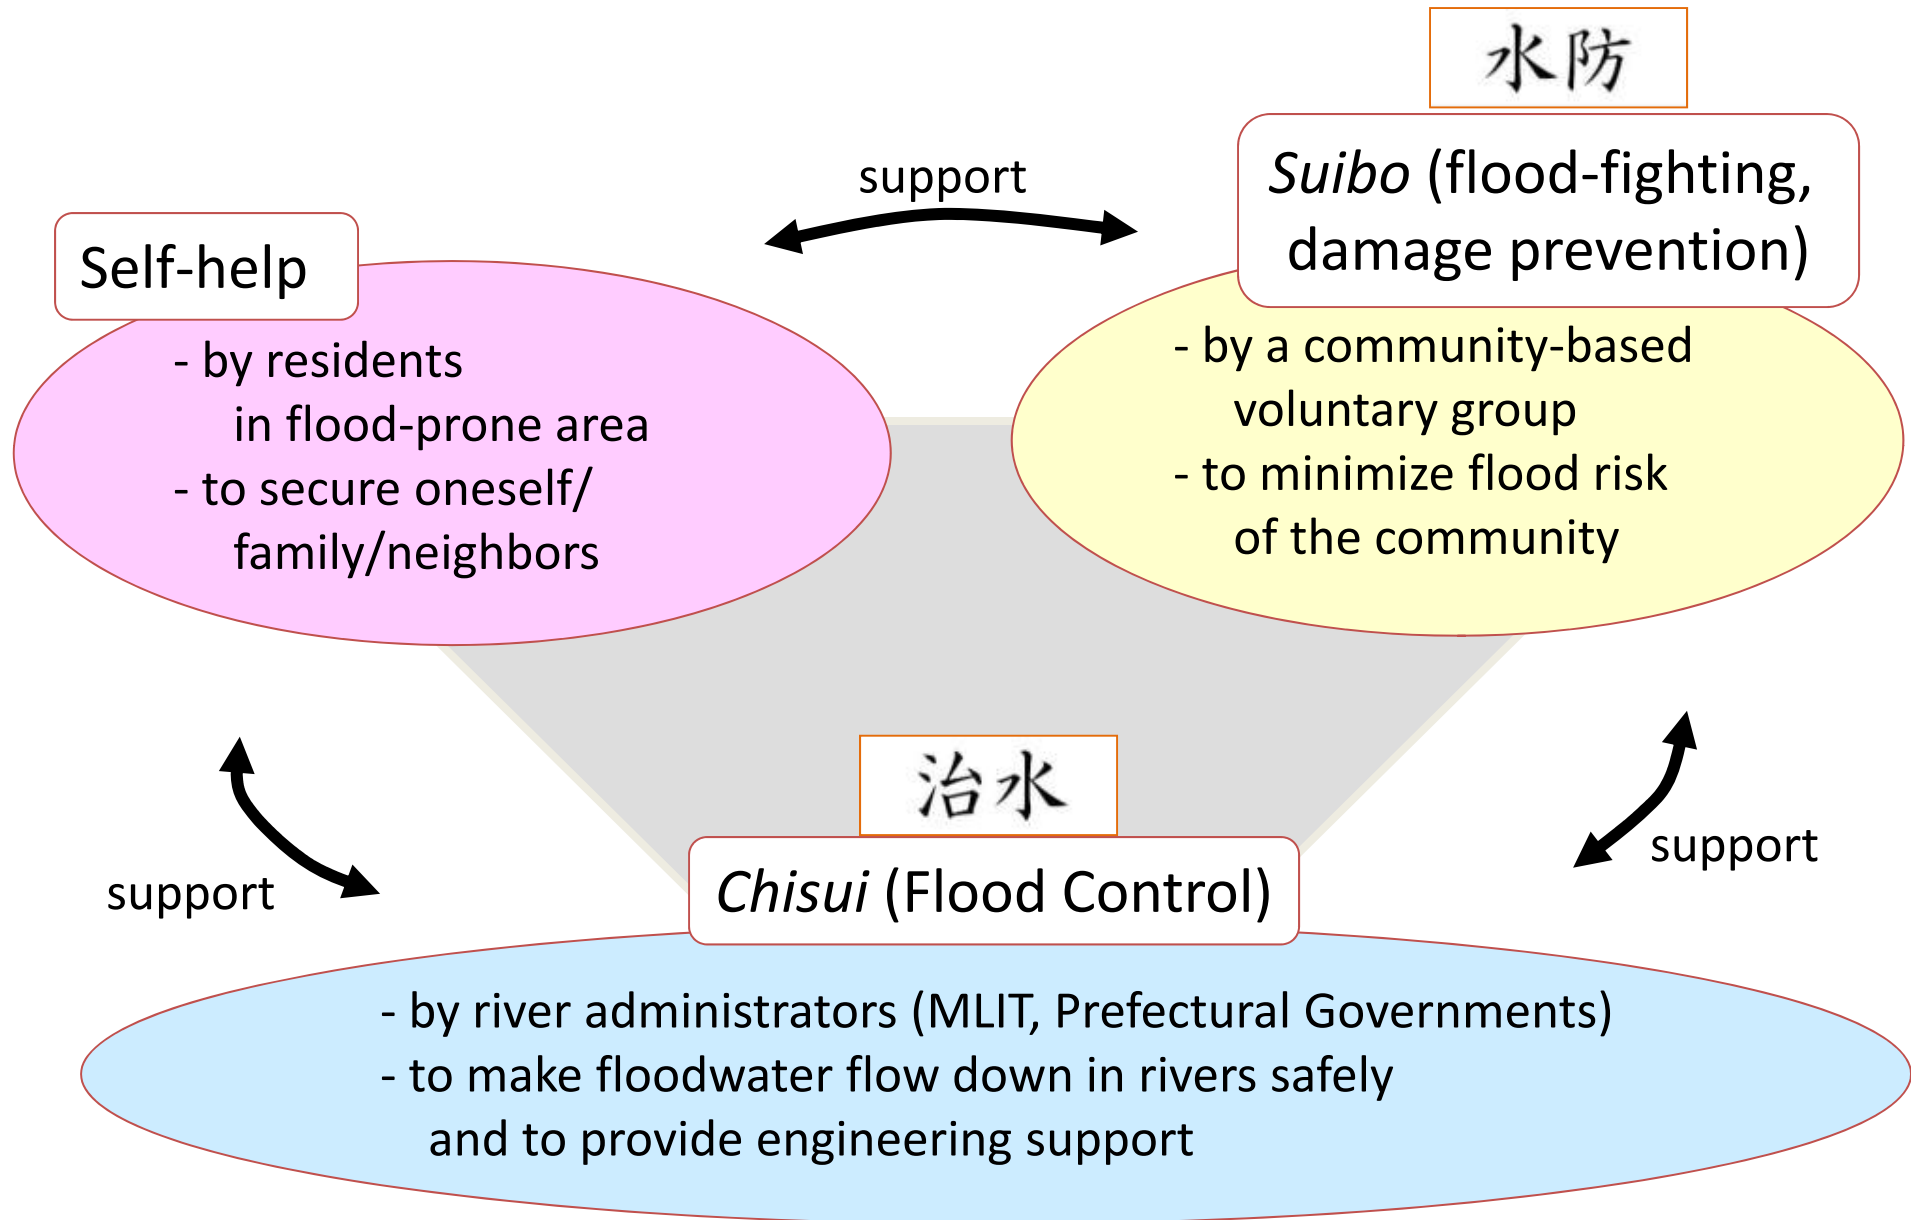 水防
Suibo (flood-fighting,
damage prevention)
support
Self-help
- by residents
in flood-prone area
- to secure oneself/
family/neighbors
- by a community-based
voluntary group
- to minimize flood risk
of the community
治水
Chisui (Flood Control)
support
support
- by river administrators (MLIT, Prefectural Governments)
- to make floodwater flow down in rivers safely
and to provide engineering support